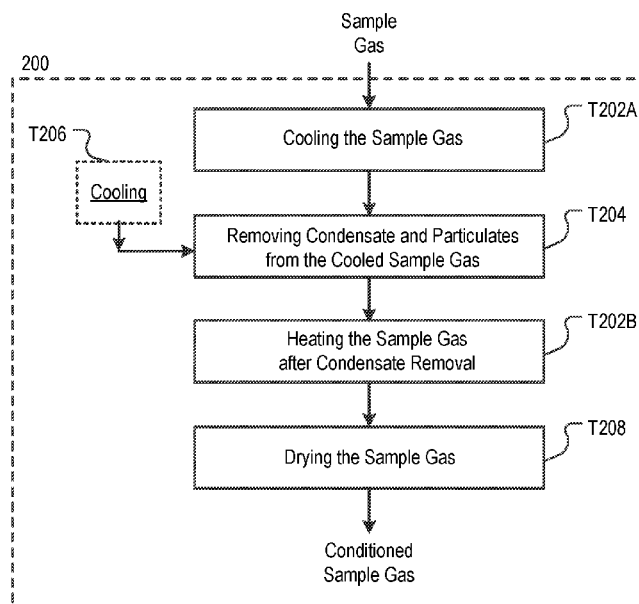 Sample
Gas
200
T202A
Cooling the Sample Gas
T206
Cooling
T204
Removing Condensate and Particulates
from the Cooled Sample Gas
T202B
Heating the Sample Gas
after Condensate Removal
T208
Drying the Sample Gas
Conditioned
Sample Gas